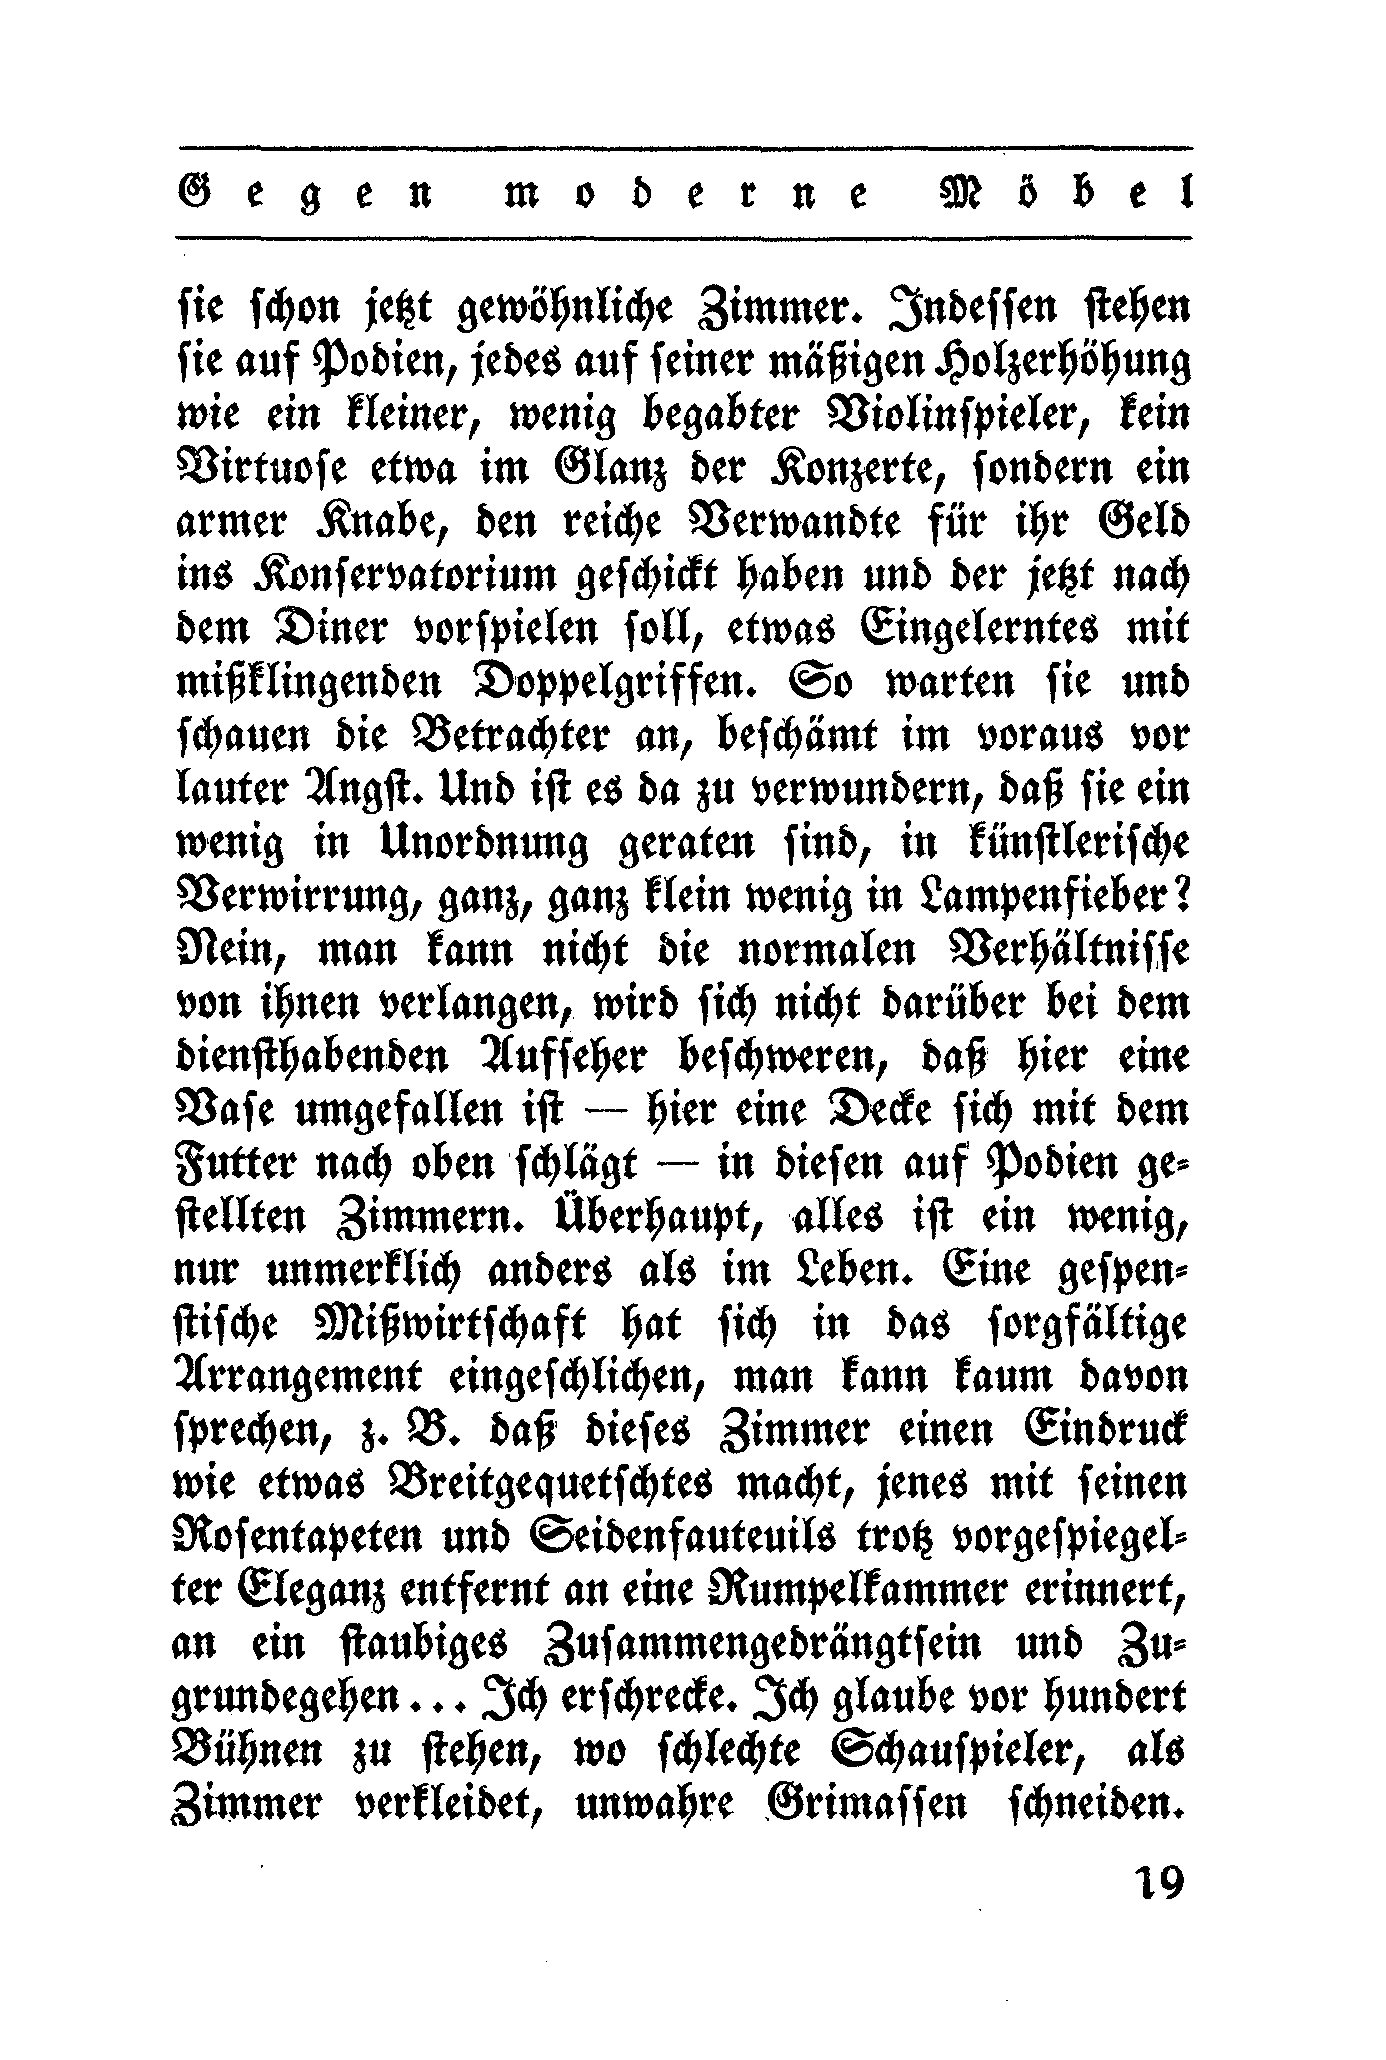 Gegen moderne Möbel
sie schon jetzt gewöhnliche Zimmer. Indessen stehen
sie auf Podien, jedes auf seiner mäßigen Holzerhöhung
wie ein kleiner, wenig begabter Violinspieler, kein
Virtuose etwa im Glanz der Konzerte, sondern ein
armer Knabe, den reiche Verwandte für ihr Geld
ins Konservatorium geschickt haben und der jetzt nach
dem Diner vorspielen soll, etwas Eingelerntes mit
mißklingenden Doppelgriffen. So warten sie und
schauen die Betrachter an, beschämt im voraus vor
lauter Angst. Und ist es da zu verwundern, daß sie ein
wenig in Unordnung geraten sind, in künstlerische
Verwirrung, ganz, ganz klein wenig in Lampenfieber?
Nein, man kann nicht die normalen Verhältnisse
von ihnen verlangen, wird sich nicht darüber bei dem
diensthabenden Aufseher beschweren, daß hier eine
Vase umgefallen ist — hier eine Decke sich mit dem
Futter nach oben schlägt — in diesen auf Podien ge-
stellten Zimmern. Überhaupt, alles ist ein wenig,
nur unmerklich anders als im Leben. Eine gespen-
stische Mißwirtschaft hat sich in das sorgfältige
Arrangement eingeschlichen, man kann kaum davon
sprechen, z. B. daß dieses Zimmer einen Eindruck
wie etwas Breitgequetschtes macht, jenes mit seinen
Rosentapeten und Seidenfauteuils trotz vorgespiegel-
ter Eleganz entfernt an eine Rumpelkammer erinnert,
an ein staubiges Zusammengedrängtsein und Zu-
grundegehen... Ich erschrecke. Ich glaube vor hundert
Bühnen zu stehen, wo schlechte Schauspieler, als
Zimmer verkleidet, unwahre Grimassen schneiden.
19